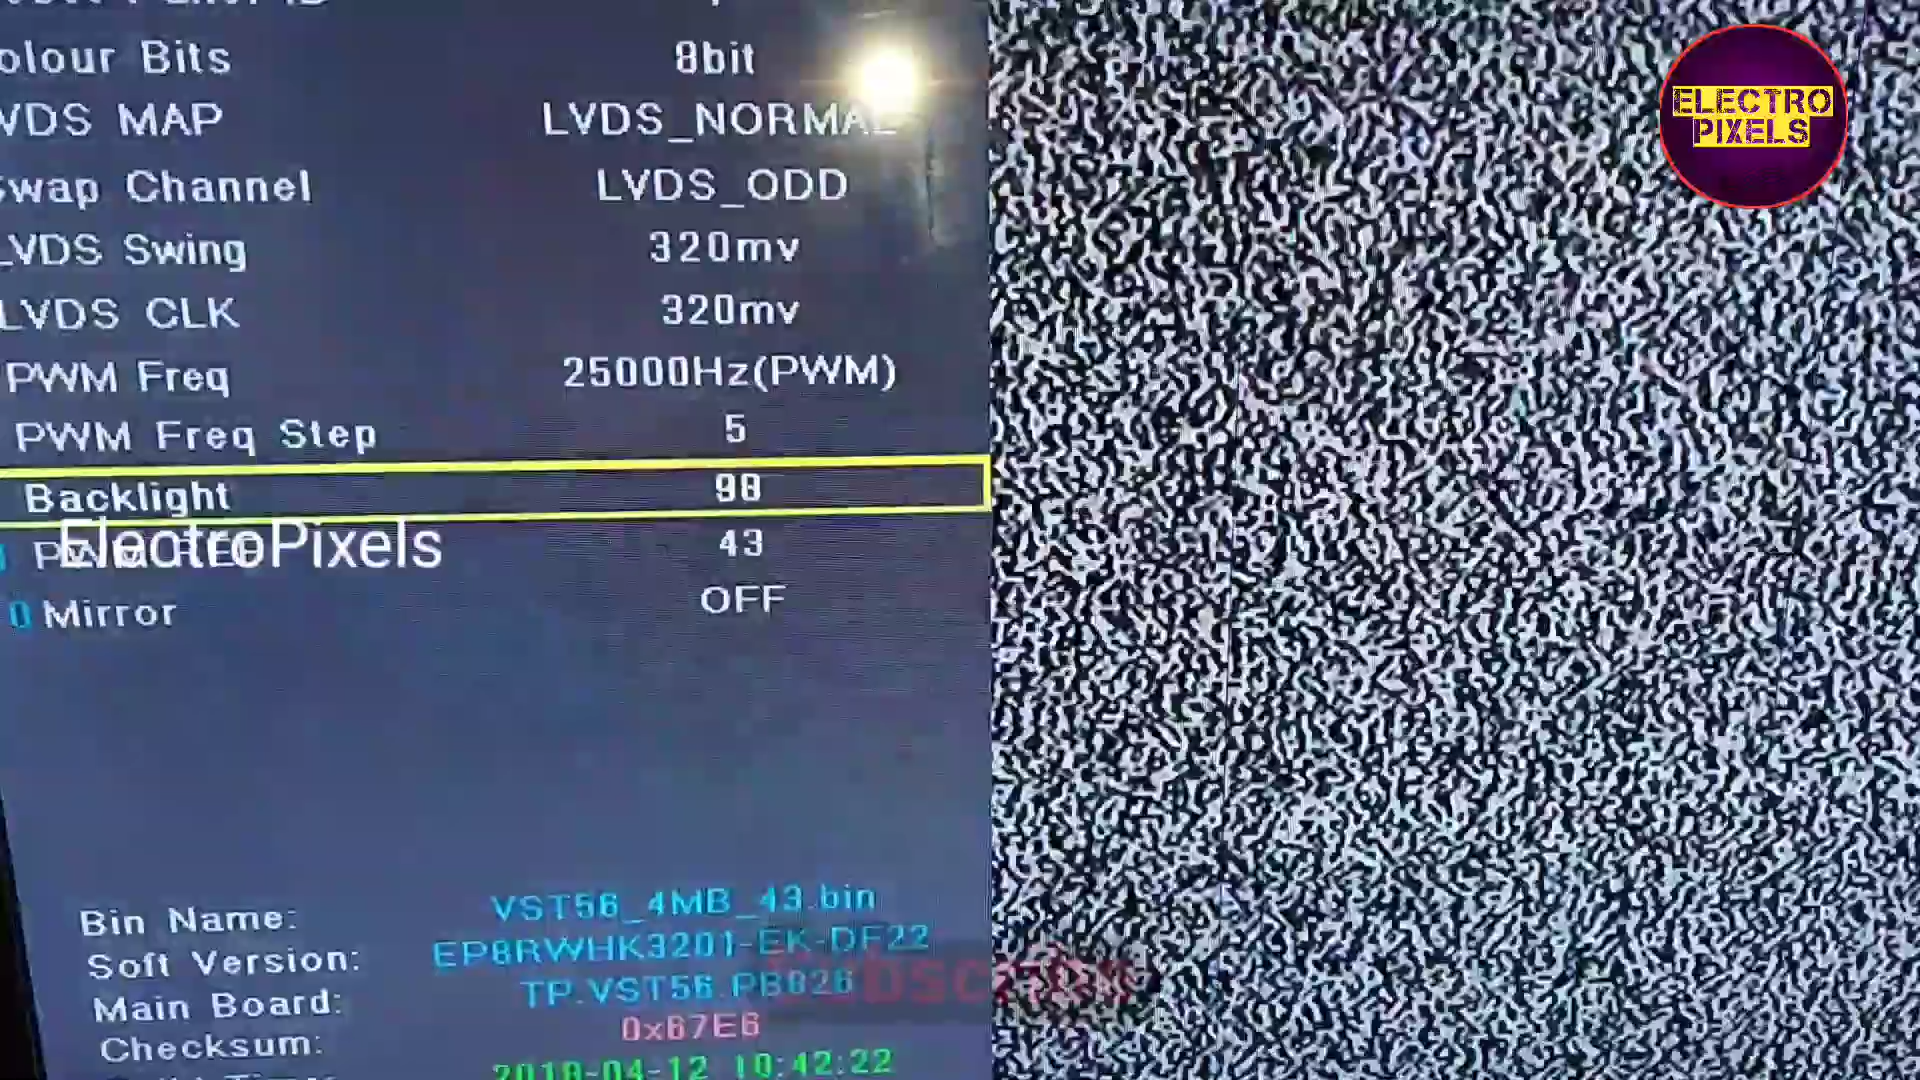 olour Bits 8bit
VDS MAP LVDS_NORMAL
Swap Channel LVDS_ODD
LVDS Swing 320mv
LVDS CLK 320mv
PWM Freq 25000Hz(PWM)
PWM Freq Step 5
Backlight 98
ElectroPixels
43
0 Mirror OFF
Bin Name: VST56_4MB_43.bin
Soft Version: EP8RWHK3201-EK-DF22
Main Board: TP.VST56.PB826
Checksum: 0x67E6
2018-04-12 10:42:22
ELECTRO
PIXELS